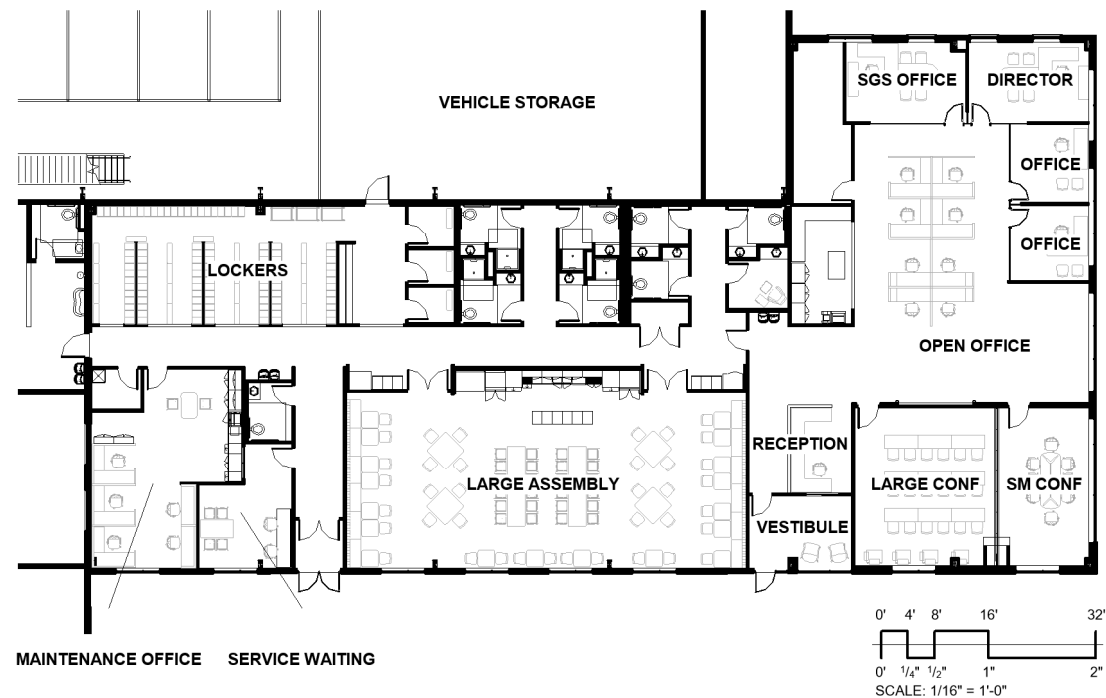 SGS OFFICE
DIRECTOR
VEHICLE STORAGE
OFFICE
OFFICE
LOCKERS
OPEN OFFICE
RECEPTION
LARGE ASSEMBLY
LARGE CONF
SM CONF
VESTIBULE
0' 4' 8' 16' 32'
MAINTENANCE OFFICE SERVICE WAITING
0' 1/4" 1/2" 1" 2"
SCALE: 1/16" = 1'-0"